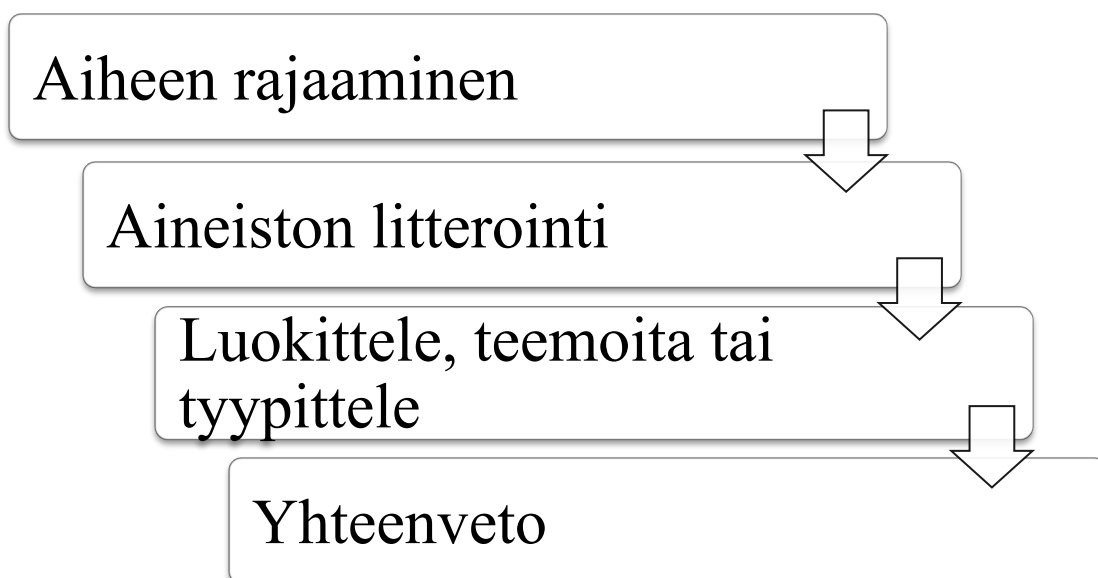 Aiheen rajaaminen
Aineiston litterointi
Luokittele, teemoita tai
tyypittele
Yhteenveto